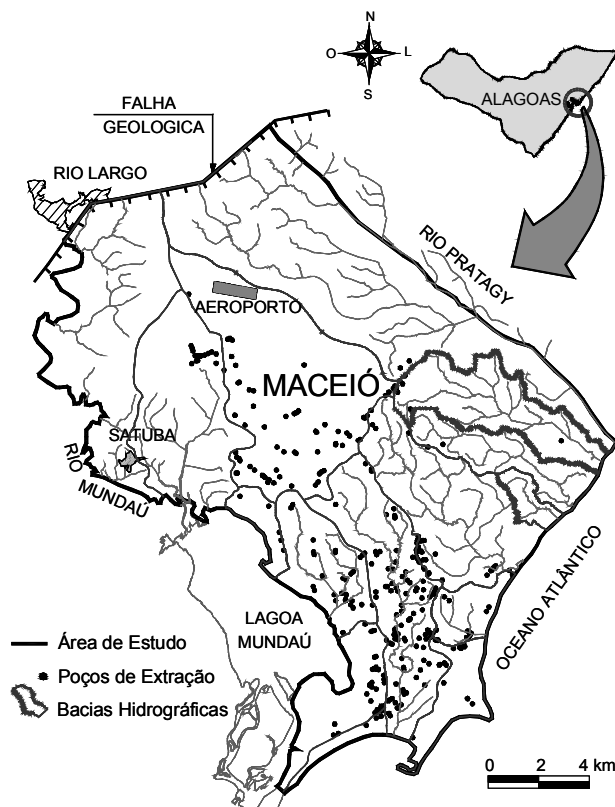 N
O
L
S
ALAGOAS
FALHA
GEOLOGICA
RIO LARGO
RIO PRATAGY
AEROPORTO
MACEIÓ
SATUBA
RIO
MUNDAÚ
OCEANO ATLÂNTICO
LAGOA
MUNDAÚ
Área de Estudo
Poços de Extração
Bacias Hidrográficas
0 2 4 km